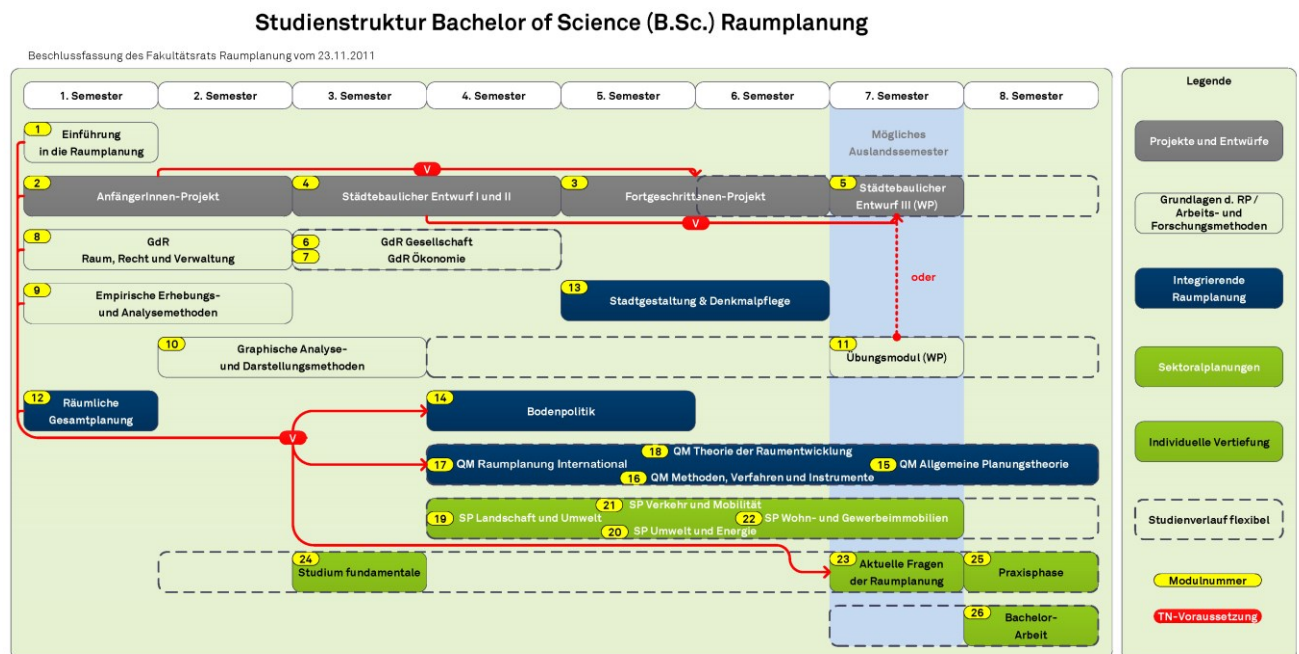 Studienstruktur Bachelor of Science (B.Sc.) Raumplanung
Beschlussfassung des Fakultätsrats Raumplanung vom 23.11.2011
1. Semester
2. Semester
3. Semester
4. Semester
5. Semester
6. Semester
7. Semester
8. Semester
1 Einführung
in die Raumplanung
Mögliches
Auslandssemester
V
2 AnfängerInnen-Projekt
4 Städtebaulicher Entwurf I und II
3 Fortgeschrittenen-Projekt
5 Städtebaulicher
Entwurf III (WP)
V
8 GdR
Raum, Recht und Verwaltung
6 GdR Gesellschaft
7 GdR Ökonomie
9 Empirische Erhebungs-
und Analysemethoden
13 Stadtgestaltung & Denkmalpflege
oder
10 Graphische Analyse-
und Darstellungsmethoden
11 Übungsmodul (WP)
12 Räumliche
Gesamtplanung
14 Bodenpolitik
V
18 QM Theorie der Raumentwicklung
17 QM Raumplanung International
15 QM Allgemeine Planungstheorie
16 QM Methoden, Verfahren und Instrumente
21 SP Verkehr und Mobilität
19 SP Landschaft und Umwelt
22 SP Wohn- und Gewerbeimmobilien
20 SP Umwelt und Energie
24 Studium fundamentale
23 Aktuelle Fragen
der Raumplanung
25 Praxisphase
26 Bachelor-
Arbeit
Legende
Projekte und Entwürfe
Grundlagen d. RP /
Arbeits- und
Forschungsmethoden
Integrierende
Raumplanung
Sektoralplanungen
Individuelle Vertiefung
Studienverlauf flexibel
Modulnummer
TN-Voraussetzung